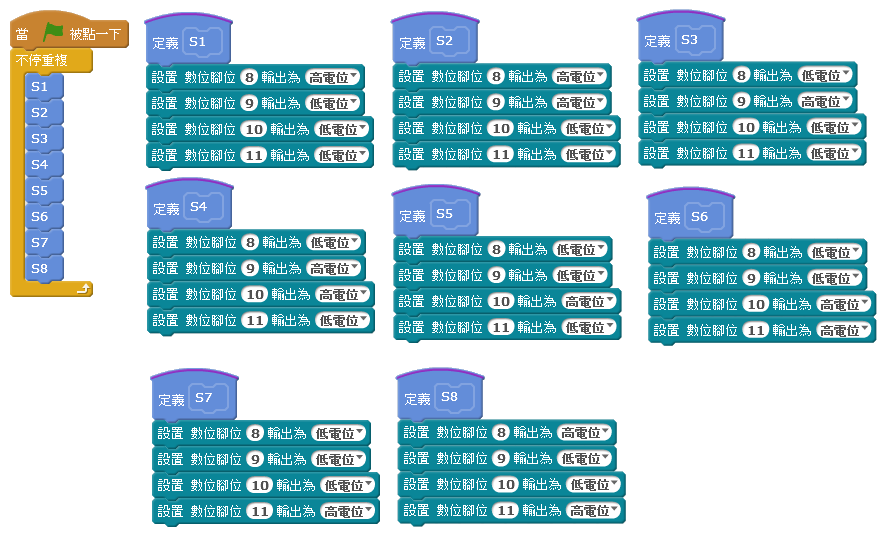 當 被點一下
不停重複
S1
S2
S3
S4
S5
S6
S7
S8
定義 S1
設置 數位腳位 8 輸出為 高電位
設置 數位腳位 9 輸出為 低電位
設置 數位腳位 10 輸出為 低電位
設置 數位腳位 11 輸出為 低電位
定義 S2
設置 數位腳位 8 輸出為 高電位
設置 數位腳位 9 輸出為 高電位
設置 數位腳位 10 輸出為 低電位
設置 數位腳位 11 輸出為 低電位
定義 S3
設置 數位腳位 8 輸出為 低電位
設置 數位腳位 9 輸出為 高電位
設置 數位腳位 10 輸出為 低電位
設置 數位腳位 11 輸出為 低電位
定義 S4
設置 數位腳位 8 輸出為 低電位
設置 數位腳位 9 輸出為 高電位
設置 數位腳位 10 輸出為 高電位
設置 數位腳位 11 輸出為 低電位
定義 S5
設置 數位腳位 8 輸出為 低電位
設置 數位腳位 9 輸出為 低電位
設置 數位腳位 10 輸出為 高電位
設置 數位腳位 11 輸出為 低電位
定義 S6
設置 數位腳位 8 輸出為 低電位
設置 數位腳位 9 輸出為 低電位
設置 數位腳位 10 輸出為 高電位
設置 數位腳位 11 輸出為 高電位
定義 S7
設置 數位腳位 8 輸出為 低電位
設置 數位腳位 9 輸出為 低電位
設置 數位腳位 10 輸出為 低電位
設置 數位腳位 11 輸出為 高電位
定義 S8
設置 數位腳位 8 輸出為 高電位
設置 數位腳位 9 輸出為 低電位
設置 數位腳位 10 輸出為 低電位
設置 數位腳位 11 輸出為 高電位